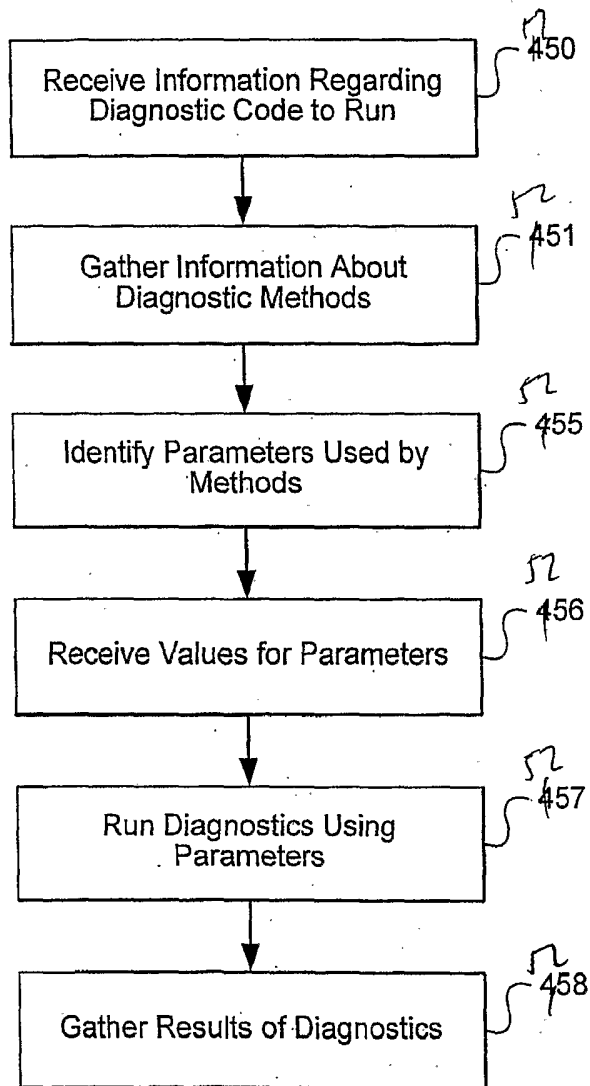 Receive Information Regarding
Diagnostic Code to Run
450
Gather Information About
Diagnostic Methods
451
Identify Parameters Used by
Methods
455
Receive Values for Parameters
456
Run Diagnostics Using
Parameters
457
Gather Results of Diagnostics
458